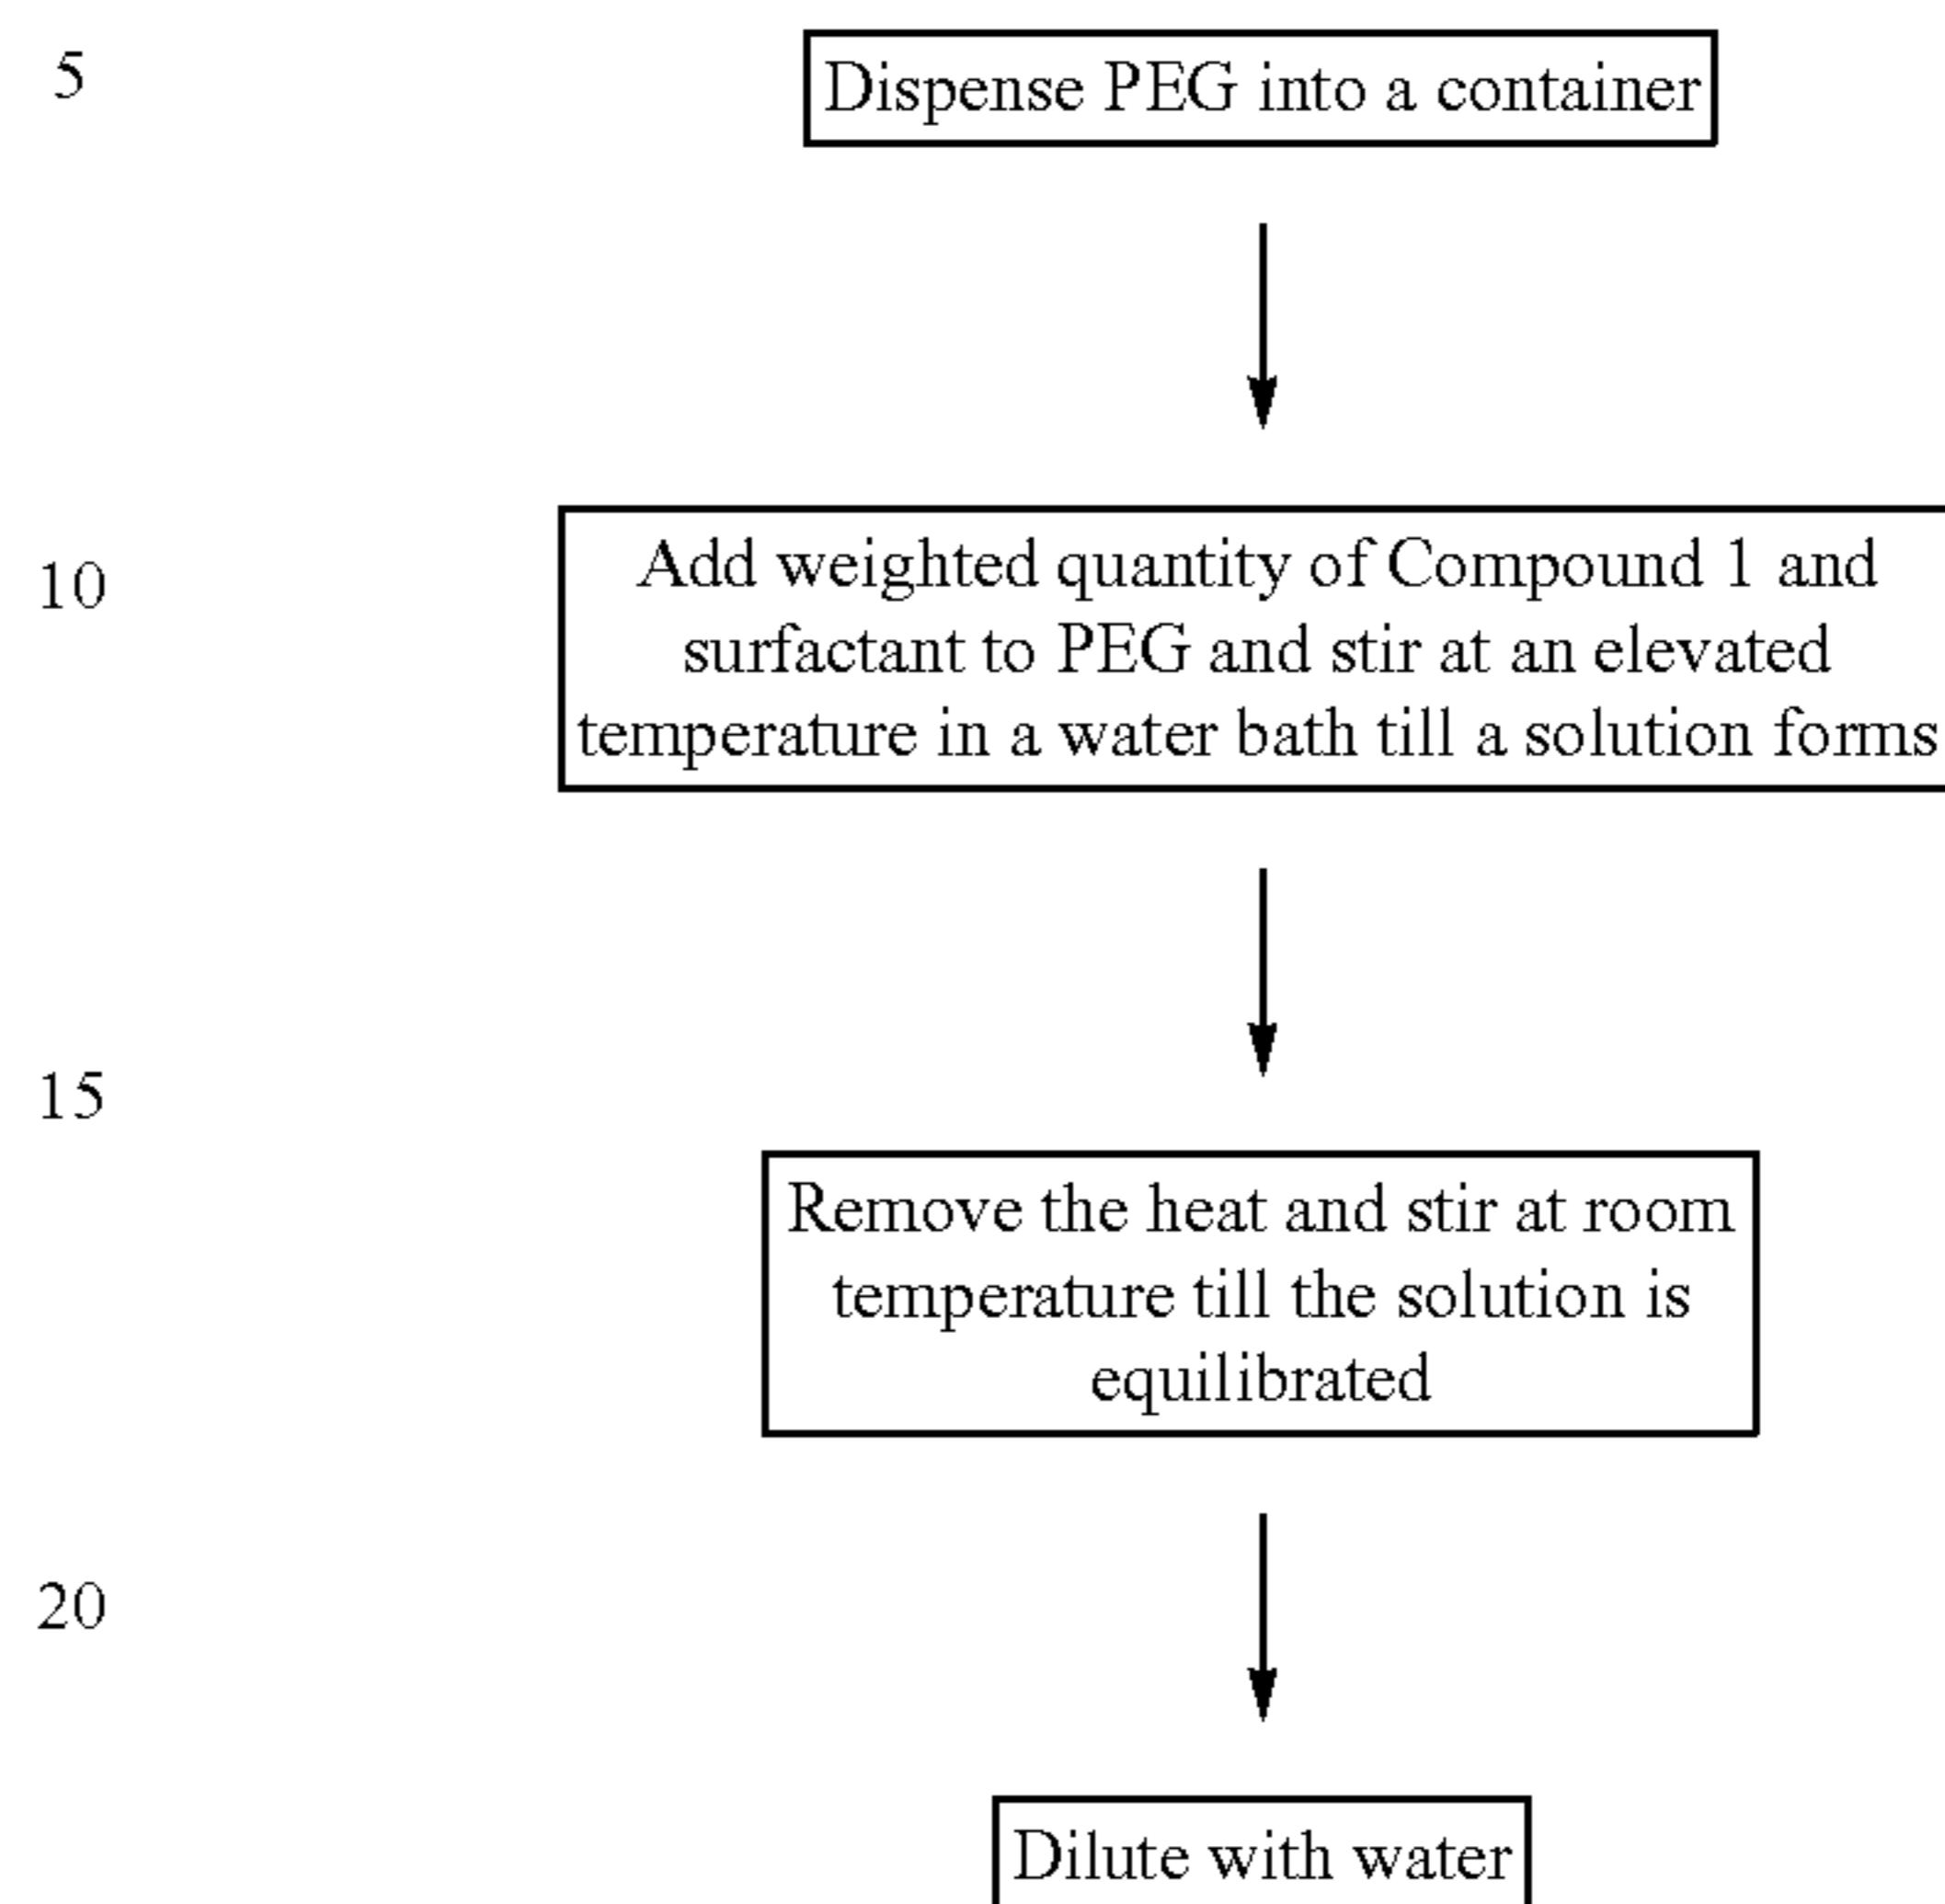 5
Dispense PEG into a container
10
Add weighted quantity of Compound 1 and
surfactant to PEG and stir at an elevated
temperature in a water bath till a solution forms
15
Remove the heat and stir at room
temperature till the solution is
equilibrated
20
Dilute with water